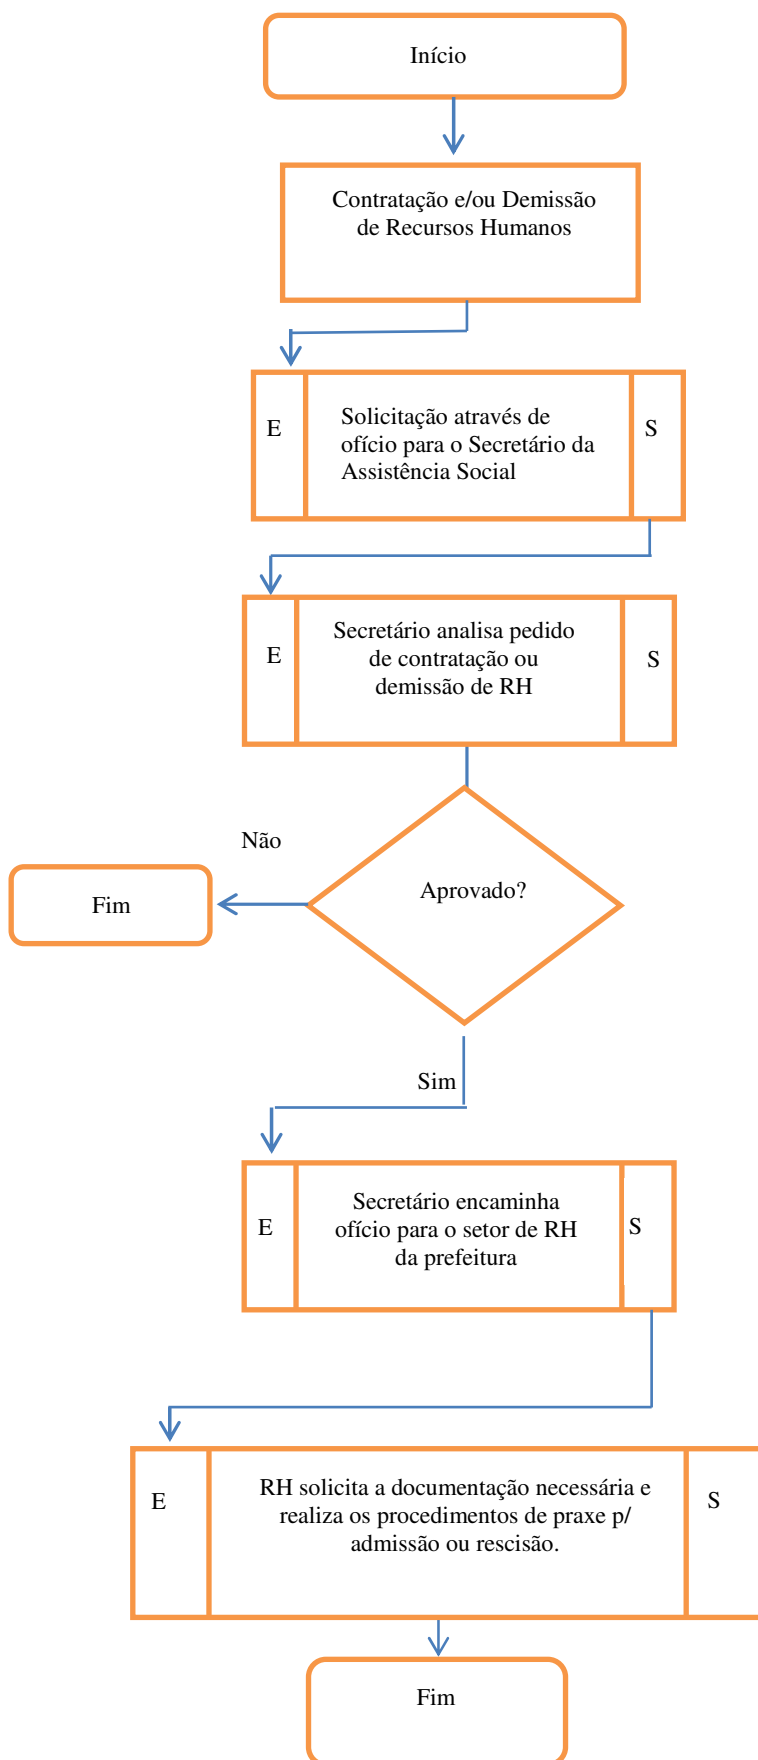 Início
Contratação e/ou Demissão
de Recursos Humanos
E
Solicitação através de
ofício para o Secretário da
Assistência Social
S
E
Secretário analisa pedido
de contratação ou
demissão de RH
S
Não
Aprovado?
Fim
Sim
E
Secretário encaminha
ofício para o setor de RH
da prefeitura
S
E
RH solicita a documentação necessária e
realiza os procedimentos de praxe p/
admissão ou rescisão.
S
Fim